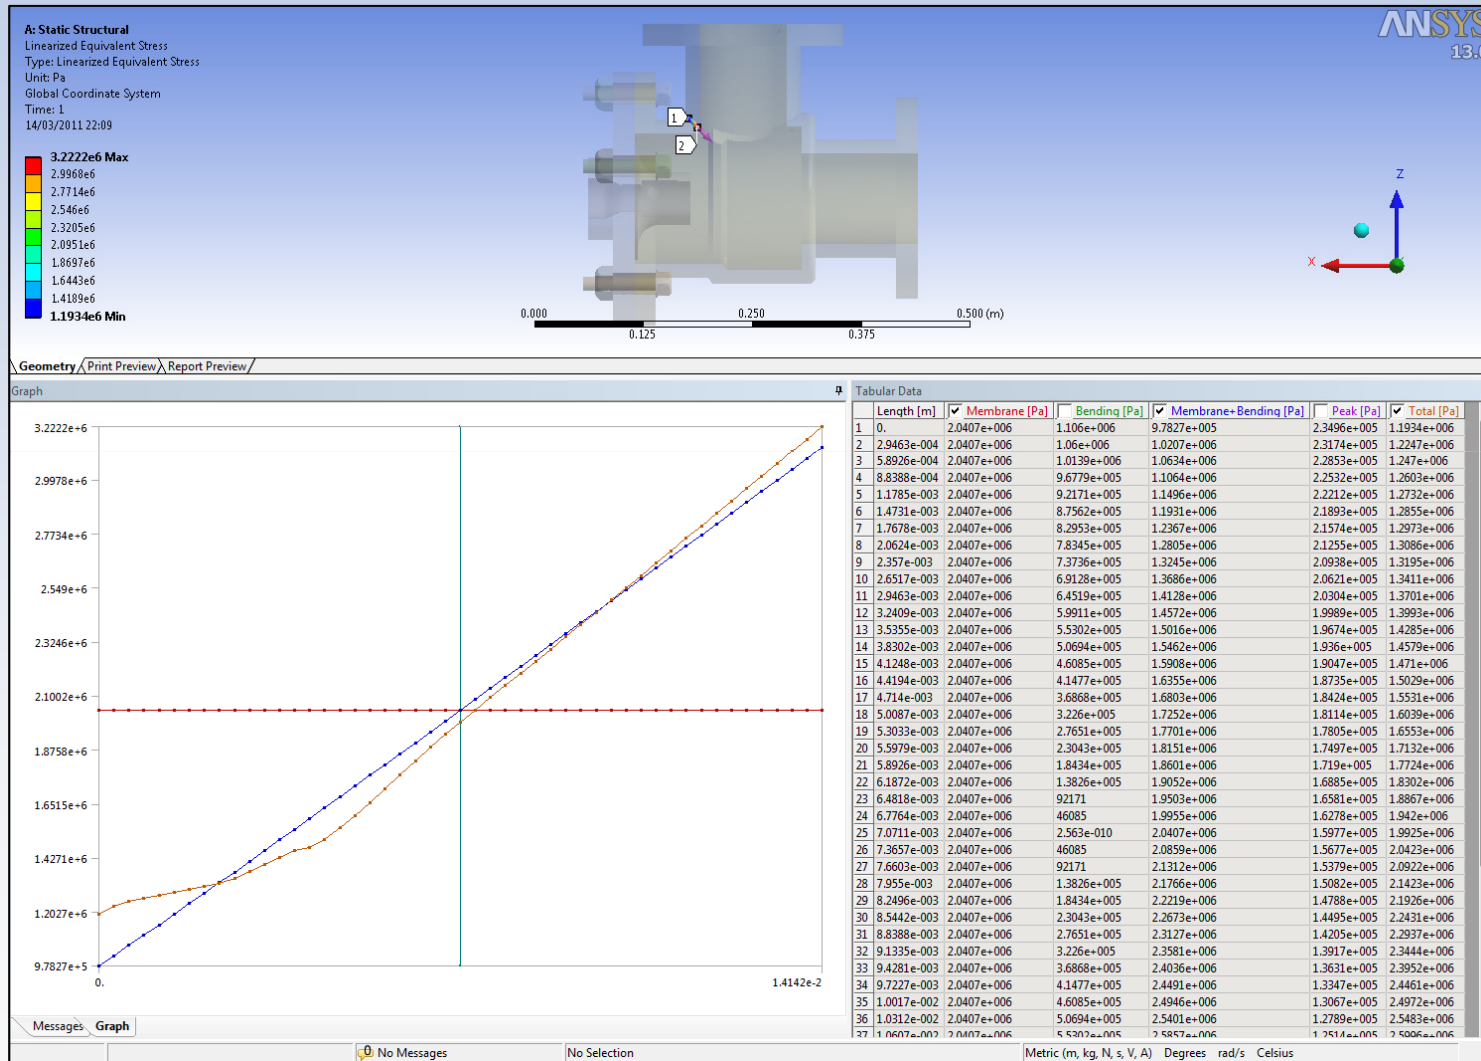 A: Static Structural
Linearized Equivalent Stress
Type: Linearized Equivalent Stress
Unit: Pa
Global Coordinate System
Time: 1
14/03/2011 22:09
3.2222e6 Max
2.9968e6
2.7714e6
2.546e6
2.3205e6
2.0951e6
1.8697e6
1.6443e6
1.4189e6
1.1934e6 Min
ANSYS
13.0
1
2
Z
X
0.000 0.250 0.500 (m)
0.125 0.375
Geometry Print Preview Report Preview
Graph
3.2222e+6
2.9978e+6
2.7734e+6
2.549e+6
2.3246e+6
2.1002e+6
1.8758e+6
1.6515e+6
1.4271e+6
1.2027e+6
9.7827e+5
0. 1.4142e-2
Messages Graph
Tabular Data
Length [m] Membrane [Pa] Bending [Pa] Membrane+Bending [Pa] Peak [Pa] Total [Pa]
1 0. 2.0407e+006 1.106e+006 9.7827e+005 2.3496e+005 1.1934e+006
2 2.9463e-004 2.0407e+006 1.06e+006 1.0207e+006 2.3174e+005 1.2247e+006
3 5.8926e-004 2.0407e+006 1.0139e+006 1.0634e+006 2.2853e+005 1.247e+006
4 8.8388e-004 2.0407e+006 9.6779e+005 1.1064e+006 2.2532e+005 1.2603e+006
5 1.1785e-003 2.0407e+006 9.2171e+005 1.1496e+006 2.2212e+005 1.2732e+006
6 1.4731e-003 2.0407e+006 8.7562e+005 1.1931e+006 2.1893e+005 1.2855e+006
7 1.7678e-003 2.0407e+006 8.2953e+005 1.2367e+006 2.1574e+005 1.2973e+006
8 2.0624e-003 2.0407e+006 7.8345e+005 1.2805e+006 2.1255e+005 1.3086e+006
9 2.357e-003 2.0407e+006 7.3736e+005 1.3245e+006 2.0938e+005 1.3195e+006
10 2.6517e-003 2.0407e+006 6.9128e+005 1.3686e+006 2.0621e+005 1.3411e+006
11 2.9463e-003 2.0407e+006 6.4519e+005 1.4128e+006 2.0304e+005 1.3701e+006
12 3.2409e-003 2.0407e+006 5.9911e+005 1.4572e+006 1.9989e+005 1.3993e+006
13 3.5355e-003 2.0407e+006 5.5302e+005 1.5016e+006 1.9674e+005 1.4285e+006
14 3.8302e-003 2.0407e+006 5.0694e+005 1.5462e+006 1.936e+005 1.4579e+006
15 4.1248e-003 2.0407e+006 4.6085e+005 1.5908e+006 1.9047e+005 1.471e+006
16 4.4194e-003 2.0407e+006 4.1477e+005 1.6355e+006 1.8735e+005 1.5029e+006
17 4.714e-003 2.0407e+006 3.6868e+005 1.6803e+006 1.8424e+005 1.5531e+006
18 5.0087e-003 2.0407e+006 3.226e+005 1.7252e+006 1.8114e+005 1.6039e+006
19 5.3033e-003 2.0407e+006 2.7651e+005 1.7701e+006 1.7805e+005 1.6553e+006
20 5.5979e-003 2.0407e+006 2.3043e+005 1.8151e+006 1.7497e+005 1.7132e+006
21 5.8926e-003 2.0407e+006 1.8434e+005 1.8601e+006 1.719e+005 1.7724e+006
22 6.1872e-003 2.0407e+006 1.3826e+005 1.9052e+006 1.6885e+005 1.8302e+006
23 6.4818e-003 2.0407e+006 92171 1.9503e+006 1.6581e+005 1.8867e+006
24 6.7764e-003 2.0407e+006 46085 1.9955e+006 1.6278e+005 1.942e+006
25 7.0711e-003 2.0407e+006 2.563e-010 2.0407e+006 1.5977e+005 1.9925e+006
26 7.3657e-003 2.0407e+006 46085 2.0859e+006 1.5677e+005 2.0423e+006
27 7.6603e-003 2.0407e+006 92171 2.1312e+006 1.5379e+005 2.0922e+006
28 7.955e-003 2.0407e+006 1.3826e+005 2.1766e+006 1.5082e+005 2.1423e+006
29 8.2496e-003 2.0407e+006 1.8434e+005 2.2219e+006 1.4788e+005 2.1926e+006
30 8.5442e-003 2.0407e+006 2.3043e+005 2.2673e+006 1.4495e+005 2.2431e+006
31 8.8388e-003 2.0407e+006 2.7651e+005 2.3127e+006 1.4205e+005 2.2937e+006
32 9.1335e-003 2.0407e+006 3.226e+005 2.3581e+006 1.3917e+005 2.3444e+006
33 9.4281e-003 2.0407e+006 3.6868e+005 2.4036e+006 1.3631e+005 2.3952e+006
34 9.7227e-003 2.0407e+006 4.1477e+005 2.4491e+006 1.3347e+005 2.4461e+006
35 1.0017e-002 2.0407e+006 4.6085e+005 2.4946e+006 1.3067e+005 2.4972e+006
36 1.0312e-002 2.0407e+006 5.0694e+005 2.5401e+006 1.2789e+005 2.5483e+006
37 1.0607e-002 2.0407e+006 5.5302e+005 2.5857e+006 1.2514e+005 2.5996e+006
0 No Messages No Selection Metric (m, kg, N, s, V, A) Degrees rad/s Celsius